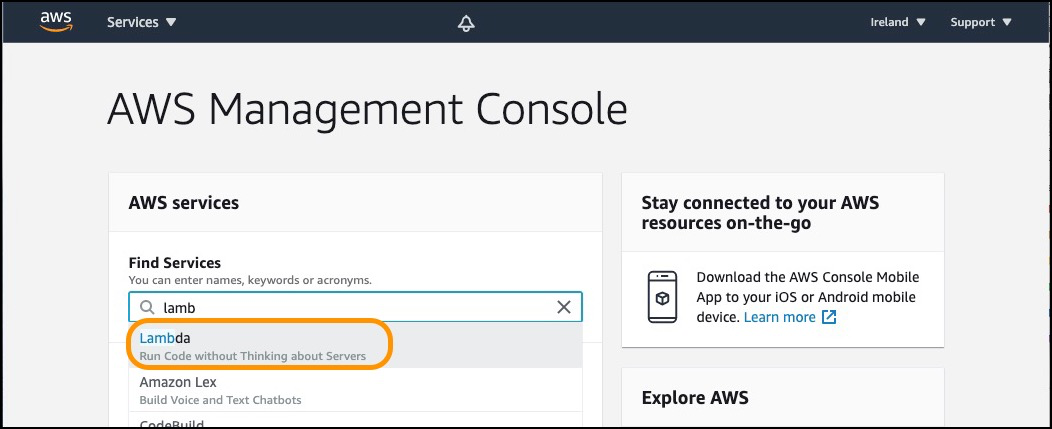 aws Services Ireland Support
AWS Management Console
AWS services
Find Services
You can enter names, keywords or acronyms.
lamb
Lambda
Run Code without Thinking about Servers
Amazon Lex
Build Voice and Text Chatbots
CodeBuild
Stay connected to your AWS
resources on-the-go
Download the AWS Console Mobile
App to your iOS or Android mobile
device. Learn more
Explore AWS